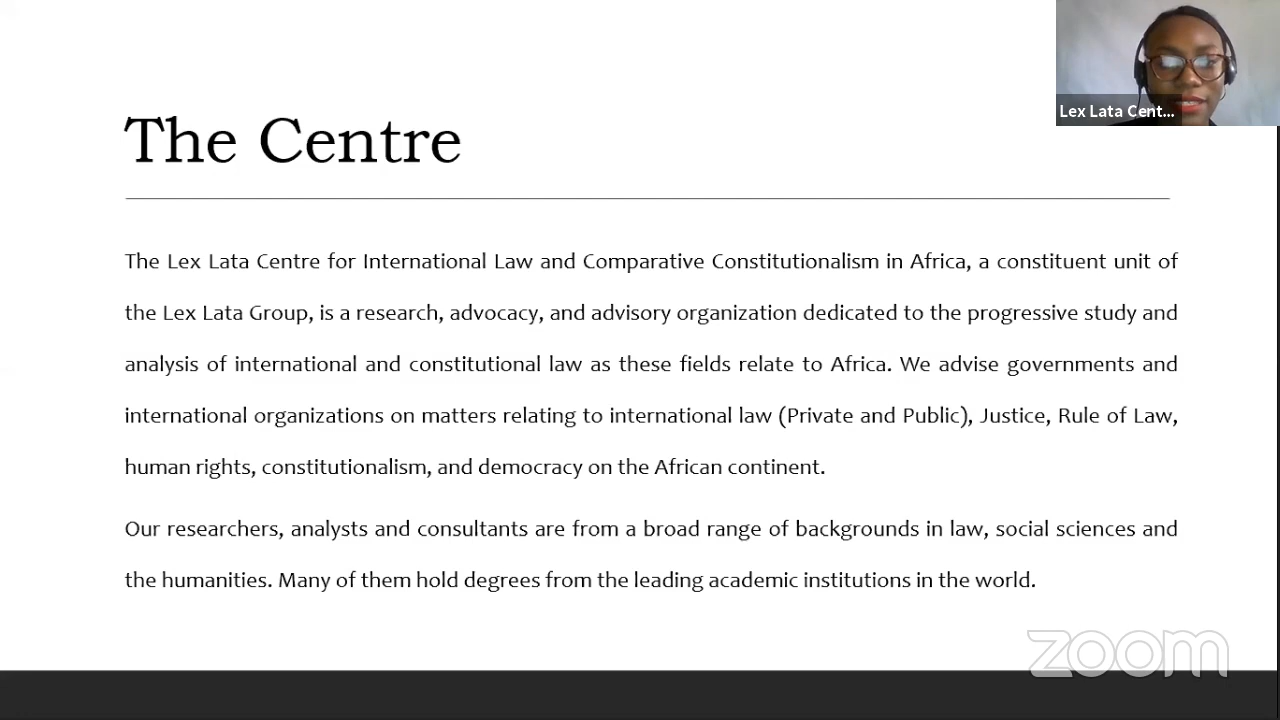 Lex Lata Cent...
The Centre
The Lex Lata Centre for International Law and Comparative Constitutionalism in Africa, a constituent unit of
the Lex Lata Group, is a research, advocacy, and advisory organization dedicated to the progressive study and
analysis of international and constitutional law as these fields relate to Africa. We advise governments and
international organizations on matters relating to international law (Private and Public), Justice, Rule of Law,
human rights, constitutionalism, and democracy on the African continent.
Our researchers, analysts and consultants are from a broad range of backgrounds in law, social sciences and
the humanities. Many of them hold degrees from the leading academic institutions in the world.
zoom